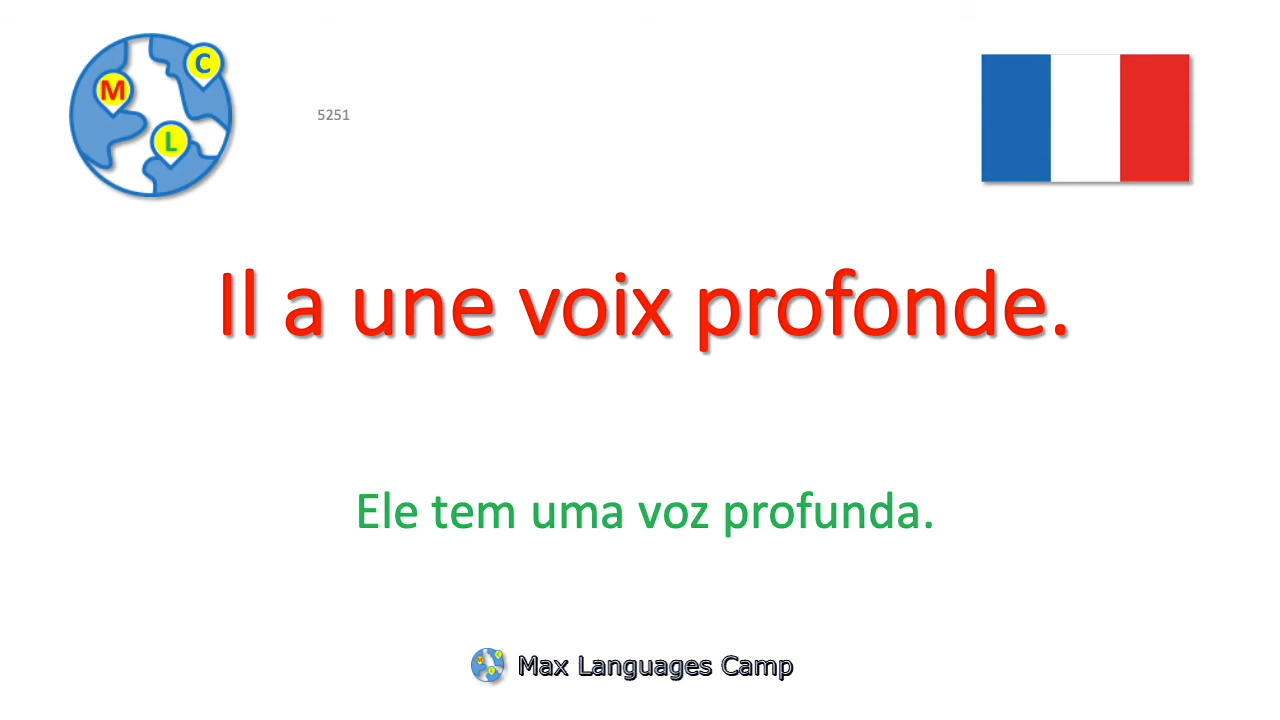 C
M
L
5251
Il a une voix profonde.
Ele tem uma voz profunda.
Max Languages Camp